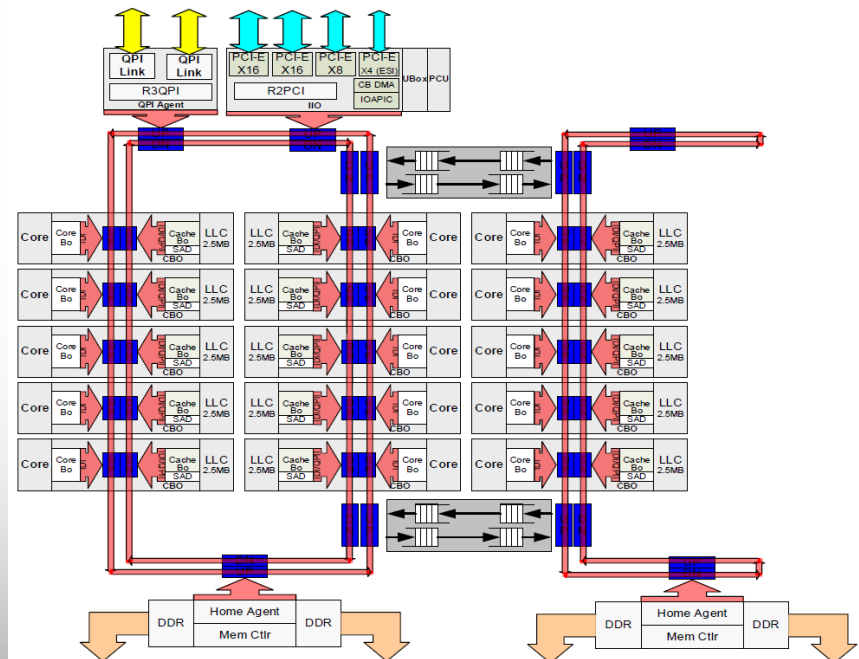 QPI Link
QPI Link
R3QPI
QPI Agent
PCI-E X16
PCI-E X16
PCI-E X8
PCI-E X4 (ESI)
CB DMA
IOAPIC
R2PCI
IIO
UBox
PCU
Core
Core Bo
Cache Bo
SAD
CBO
LLC 2.5MB
LLC 2.5MB
Cache Bo
SAD
CBO
Core Bo
Core
Core
Core Bo
Cache Bo
SAD
CBO
LLC 2.5MB
Core
Core Bo
Cache Bo
SAD
CBO
LLC 2.5MB
LLC 2.5MB
Cache Bo
SAD
CBO
Core Bo
Core
Core
Core Bo
Cache Bo
SAD
CBO
LLC 2.5MB
Core
Core Bo
Cache Bo
SAD
CBO
LLC 2.5MB
LLC 2.5MB
Cache Bo
SAD
CBO
Core Bo
Core
Core
Core Bo
Cache Bo
SAD
CBO
LLC 2.5MB
Core
Core Bo
Cache Bo
SAD
CBO
LLC 2.5MB
LLC 2.5MB
Cache Bo
SAD
CBO
Core Bo
Core
Core
Core Bo
Cache Bo
SAD
CBO
LLC 2.5MB
Core
Core Bo
Cache Bo
SAD
CBO
LLC 2.5MB
LLC 2.5MB
Cache Bo
SAD
CBO
Core Bo
Core
Core
Core Bo
Cache Bo
SAD
CBO
LLC 2.5MB
DDR
Home Agent
Mem Ctlr
DDR
DDR
Home Agent
Mem Ctlr
DDR